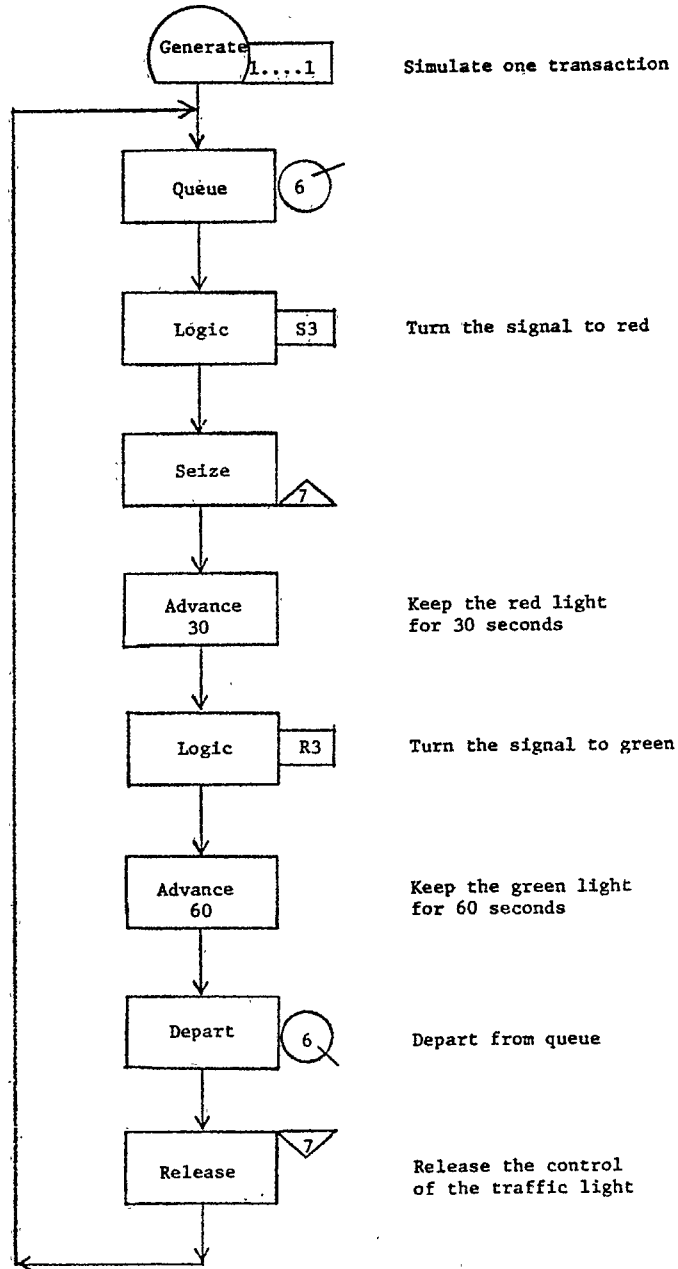 Generate
1....1
Simulate one transaction
Queue
6
Logic
S3
Turn the signal to red
Seize
7
Advance
30
Keep the red light
for 30 seconds
Logic
R3
Turn the signal to green
Advance
60
Keep the green light
for 60 seconds
Depart
6
Depart from queue
Release
7
Release the control
of the traffic light